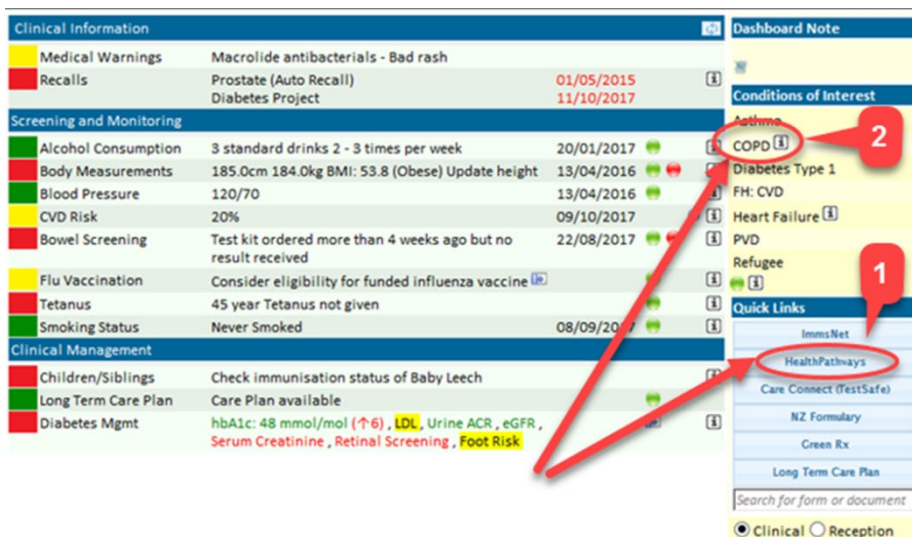 Clinical Information
Medical Warnings Macrolide antibacterials - Bad rash
Recalls Prostate (Auto Recall) 01/05/2015
Diabetes Project 11/10/2017
Screening and Monitoring
Alcohol Consumption 3 standard drinks 2 - 3 times per week 20/01/2017
Body Measurements 185.0cm 184.0kg BMI: 53.8 (Obese) Update height 13/04/2016
Blood Pressure 120/70 13/04/2016
CVD Risk 20% 09/10/2017
Bowel Screening Test kit ordered more than 4 weeks ago but no 22/08/2017
result received
Flu Vaccination Consider eligibility for funded influenza vaccine
Tetanus 45 year Tetanus not given
Smoking Status Never Smoked 08/09/2017
Clinical Management
Children/Siblings Check immunisation status of Baby Leech
Long Term Care Plan Care Plan available
Diabetes Mgmt hbA1c: 48 mmol/mol (↑6) , LDL , Urine ACR , eGFR ,
Serum Creatinine , Retinal Screening , Foot Risk
Dashboard Note
Conditions of Interest
Asthma
COPD
2
Diabetes Type 1
FH: CVD
Heart Failure
PVD
Refugee
1
Quick Links
ImmsNet
HealthPathways
Care Connect (TestSafe)
NZ Formulary
Green Rx
Long Term Care Plan
Search for form or document
Clinical Reception